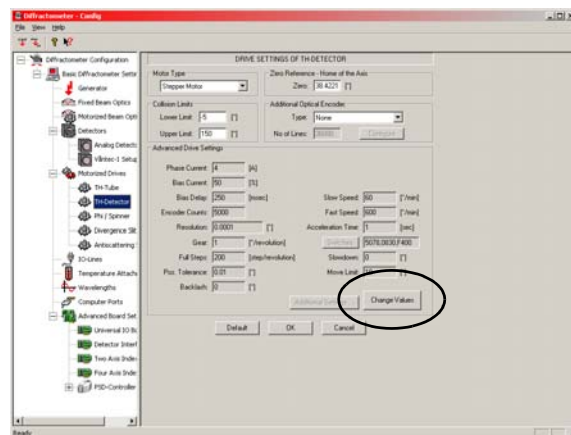 Diffractometer - Config
File View Help
Diffractometer Configuration
Basic Diffractometer Settin
Generator
Fixed Beam Optics
Motorized Beam Opti
Detectors
Analog Detecto
Våntec-1 Setup
Motorized Drives
TH-Tube
TH-Detector
Phi / Spinner
Divergence Slit
Antiscattering S
IO-Lines
Temperature Attach
Wavelengths
Computer Ports
Advanced Board Set
Universal IO Bo
Detector Interf
Two Axis Index
Four Axis Inde
PSD-Controller
DRIVE SETTINGS OF TH-DETECTOR
Motor Type
Stepper Motor
Zero Reference - Home of the Axis
Zero: 38.4221 [°]
Collision Limits
Lower Limit: -5 [°]
Upper Limit: 150 [°]
Additional Optical Encoder
Type: None
No of Lines: Configure
Advanced Drive Settings
Phase Current: 4 [A]
Bias Current: 50 [%]
Bias Delay: 250 [msec] Slow Speed: 60 [°/min]
Encoder Counts: 5000 Fast Speed: 600 [°/min]
Resolution: 0.0001 [°] Acceleration Time: 1 [sec]
Gear: 1 [°/revolution] Switches 5078,0830,F400
Full Steps: 200 [step/revolution] Slowdown: 0 [°]
Pos. Tolerance: 0.01 [°] Move Limit: [°]
Backlash: 0 [°]
Additional Settings Change Values
Default OK Cancel
Ready